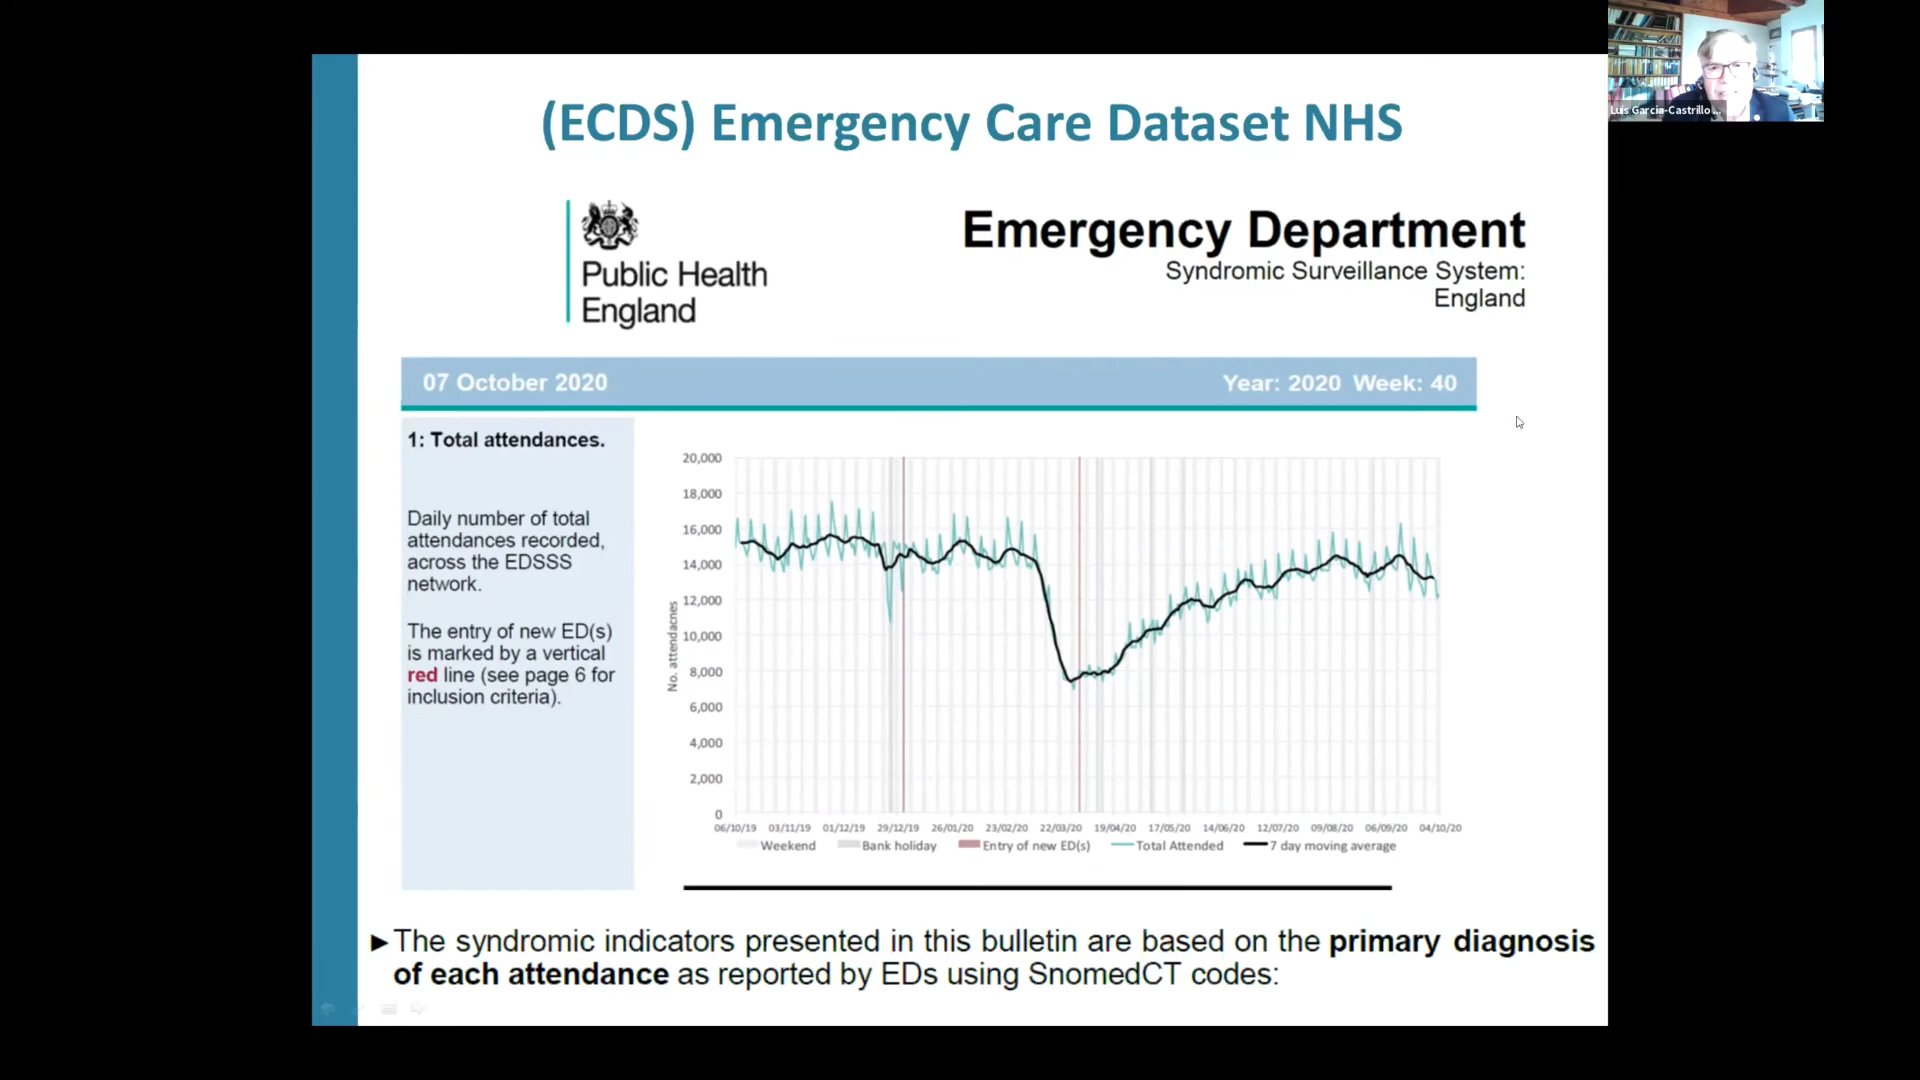 Luis Garcia-Castrillo ...
(ECDS) Emergency Care Dataset NHS
Public Health
England
Emergency Department
Syndromic Surveillance System:
England
07 October 2020
Year: 2020 Week: 40
1: Total attendances.
Daily number of total
attendances recorded,
across the EDSSS
network.
The entry of new ED(s)
is marked by a vertical
red line (see page 6 for
inclusion criteria).
No. attendacnes
20,000
18,000
16,000
14,000
12,000
10,000
8,000
6,000
4,000
2,000
0
06/10/19 03/11/19 01/12/19 29/12/19 26/01/20 23/02/20 22/03/20 19/04/20 17/05/20 14/06/20 12/07/20 09/08/20 06/09/20 04/10/20
Weekend Bank holiday Entry of new ED(s) Total Attended 7 day moving average
►The syndromic indicators presented in this bulletin are based on the primary diagnosis
of each attendance as reported by EDs using SnomedCT codes: